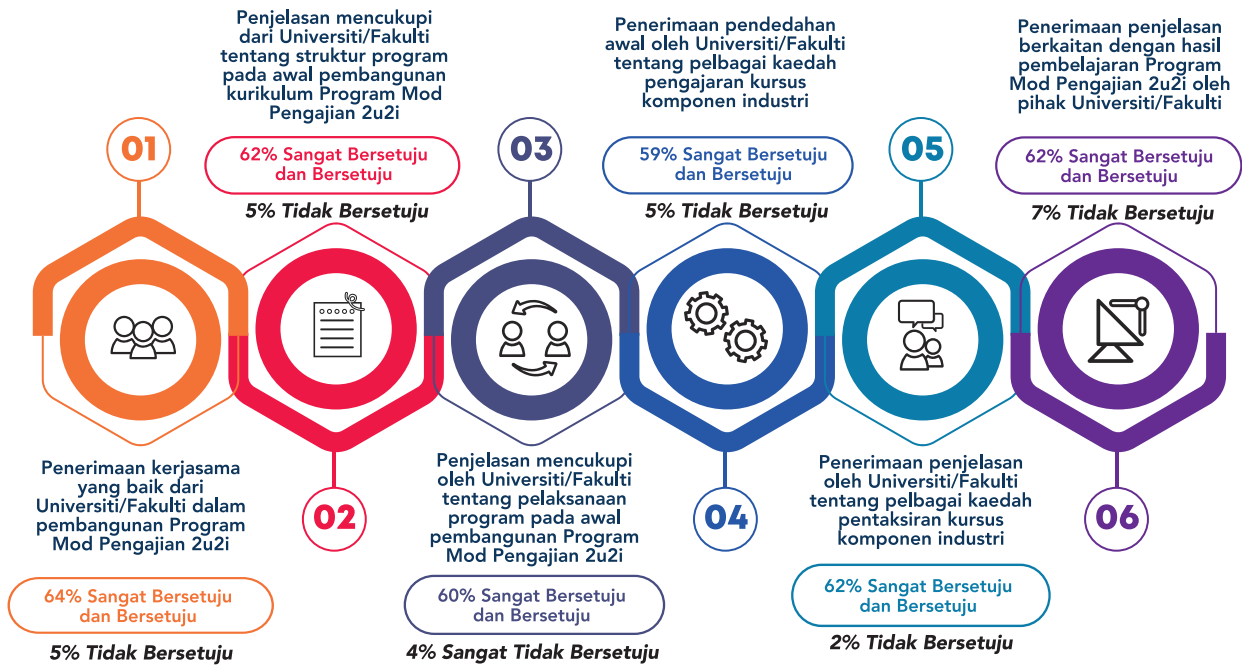 01
Penerimaan kerjasama
yang baik dari
Universiti/Fakulti dalam
pembangunan Program
Mod Pengajian 2u2i
64% Sangat Bersetuju
dan Bersetuju
5% Tidak Bersetuju
Penjelasan mencukupi
dari Universiti/Fakulti
tentang struktur program
pada awal pembangunan
kurikulum Program Mod
Pengajian 2u2i
62% Sangat Bersetuju
dan Bersetuju
5% Tidak Bersetuju
02
03
Penjelasan mencukupi
oleh Universiti/Fakulti
tentang pelaksanaan
program pada awal
pembangunan Program
Mod Pengajian 2u2i
60% Sangat Bersetuju
dan Bersetuju
4% Sangat Tidak Bersetuju
Penerimaan pendedahan
awal oleh Universiti/Fakulti
tentang pelbagai kaedah
pengajaran kursus
komponen industri
59% Sangat Bersetuju
dan Bersetuju
5% Tidak Bersetuju
04
05
Penerimaan penjelasan
oleh Universiti/Fakulti
tentang pelbagai kaedah
pentaksiran kursus
komponen industri
62% Sangat Bersetuju
dan Bersetuju
2% Tidak Bersetuju
Penerimaan penjelasan
berkaitan dengan hasil
pembelajaran Program
Mod Pengajian 2u2i oleh
pihak Universiti/Fakulti
62% Sangat Bersetuju
dan Bersetuju
7% Tidak Bersetuju
06